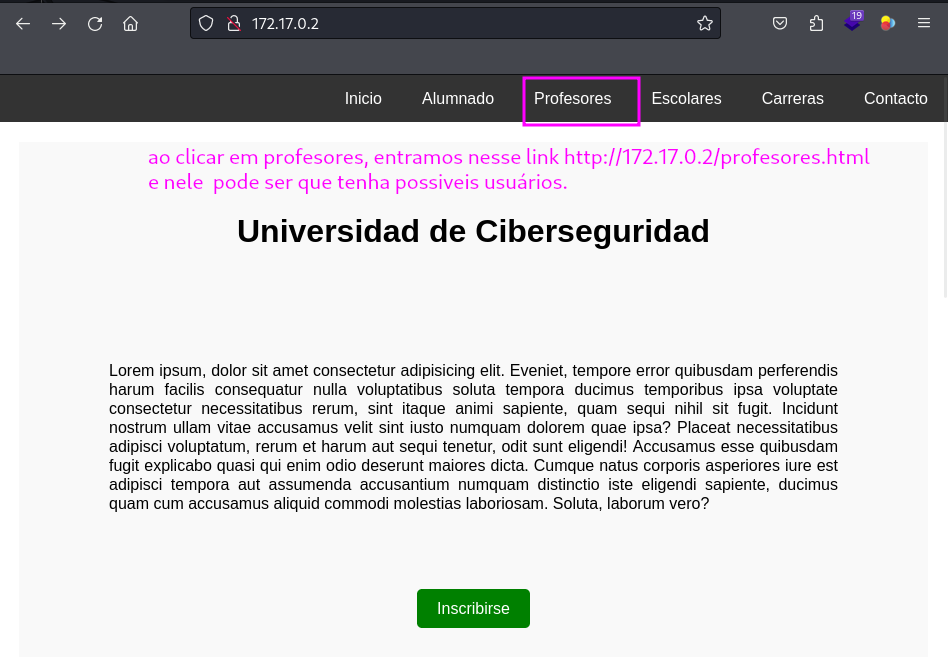 172.17.0.2
19
Inicio Alumnado Profesores Escolares Carreras Contacto
ao clicar em profesores, entramos nesse link http://172.17.0.2/profesores.html
e nele pode ser que tenha possiveis usuários.
Universidad de Ciberseguridad
Lorem ipsum, dolor sit amet consectetur adipisicing elit. Eveniet, tempore error quibusdam perferendis
harum facilis consequatur nulla voluptatibus soluta tempora ducimus temporibus ipsa voluptate
consectetur necessitatibus rerum, sint itaque animi sapiente, quam sequi nihil sit fugit. Incidunt
nostrum ullam vitae accusamus velit sint iusto numquam dolorem quae ipsa? Placeat necessitatibus
adipisci voluptatum, rerum et harum aut sequi tenetur, odit sunt eligendi! Accusamus esse quibusdam
fugit explicabo quasi qui enim odio deserunt maiores dicta. Cumque natus corporis asperiores iure est
adipisci tempora aut assumenda accusantium numquam distinctio iste eligendi sapiente, ducimus
quam cum accusamus aliquid commodi molestias laboriosam. Soluta, laborum vero?
Inscribirse